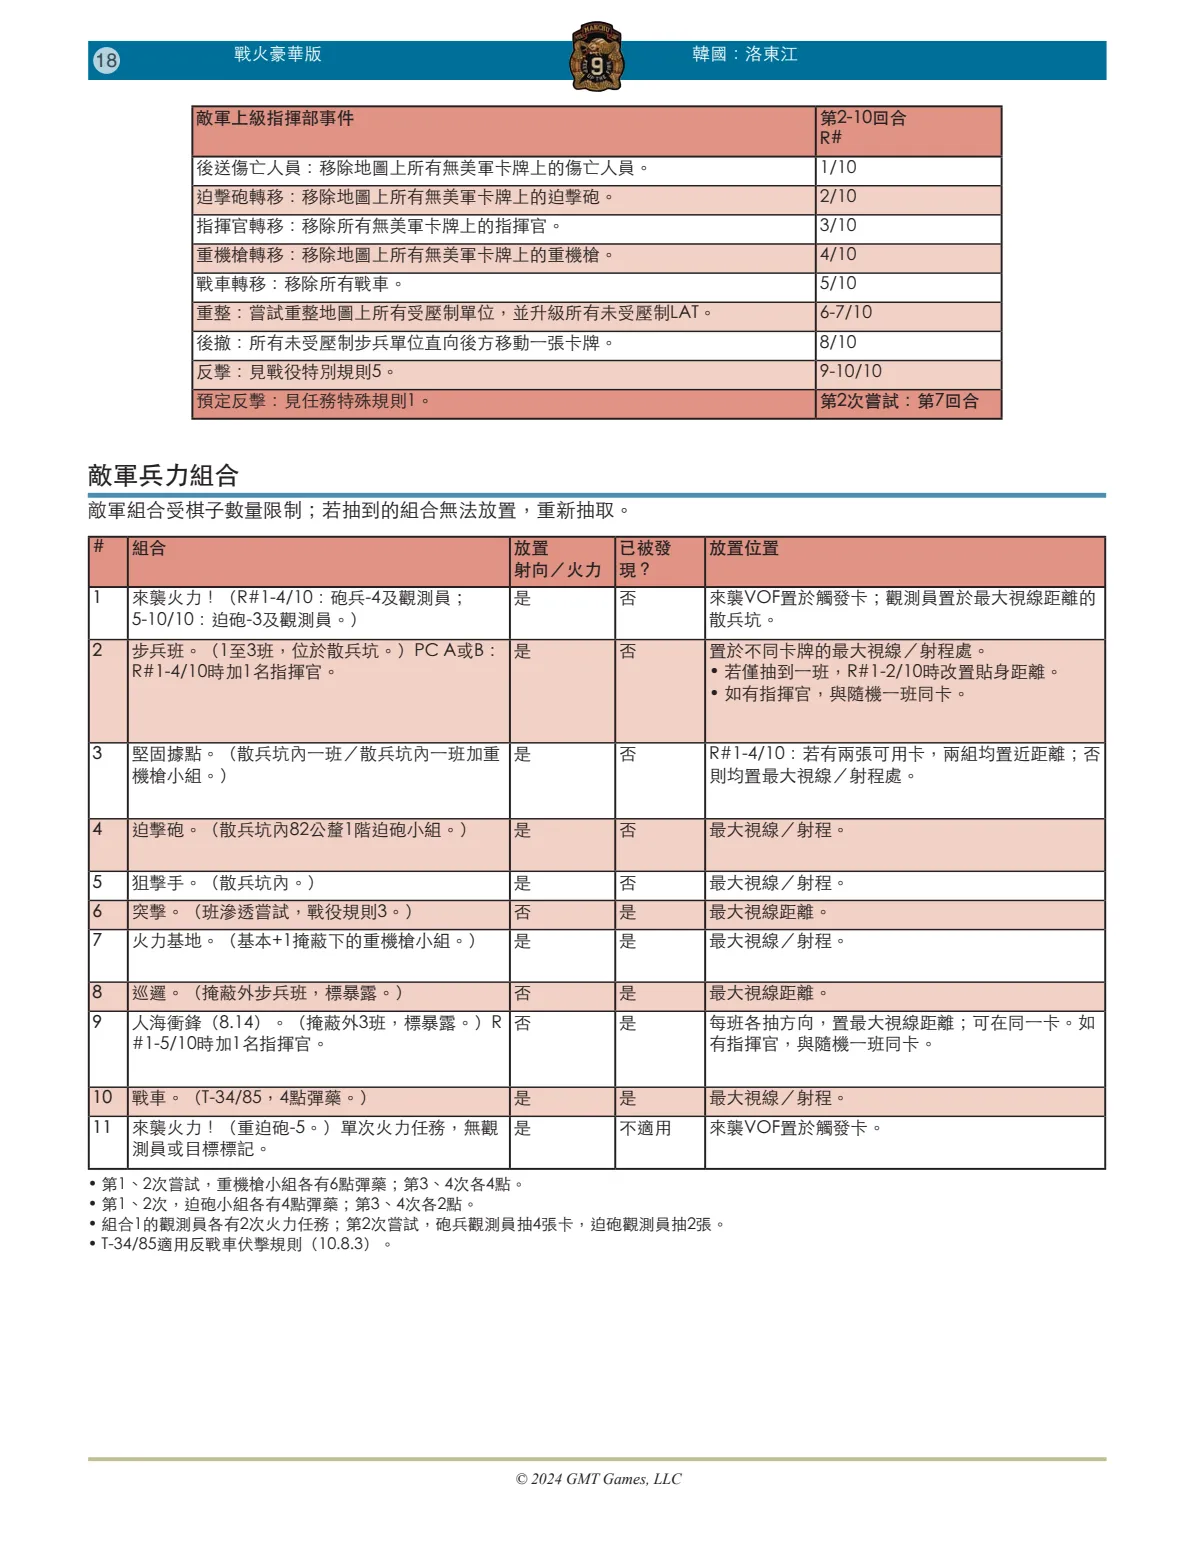 18
戰火豪華版
MANCHU
9
韓國：洛東江
敵軍上級指揮部事件
第2-10回合
R#
後送傷亡人員：移除地圖上所有無美軍卡牌上的傷亡人員。
1/10
迫擊砲轉移：移除地圖上所有無美軍卡牌上的迫擊砲。
2/10
指揮官轉移：移除所有無美軍卡牌上的指揮官。
3/10
重機槍轉移：移除地圖上所有無美軍卡牌上的重機槍。
4/10
戰車轉移：移除所有戰車。
5/10
重整：嘗試重整地圖上所有受壓制單位，並升級所有未受壓制LAT。
6-7/10
後撤：所有未受壓制步兵單位直向後方移動一張卡牌。
8/10
反擊：見戰役特別規則5。
9-10/10
預定反擊：見任務特殊規則1。
第2次嘗試：第7回合
敵軍兵力組合
敵軍組合受棋子數量限制；若抽到的組合無法放置，重新抽取。
#
組合
放置
射向／火力
已被發
現？
放置位置
1
來襲火力！（R#1-4/10：砲兵-4及觀測員；
5-10/10：迫砲-3及觀測員。）
是
否
來襲VOF置於觸發卡；觀測員置於最大視線距離的
散兵坑。
2
步兵班。（1至3班，位於散兵坑。）PC A或B：
R#1-4/10時加1名指揮官。
是
否
置於不同卡牌的最大視線／射程處。
• 若僅抽到一班，R#1-2/10時改置貼身距離。
• 如有指揮官，與隨機一班同卡。
3
堅固據點。（散兵坑內一班／散兵坑內一班加重
機槍小組。）
是
否
R#1-4/10：若有兩張可用卡，兩組均置近距離；否
則均置最大視線／射程處。
4
迫擊砲。（散兵坑內82公釐1階迫砲小組。）
是
否
最大視線／射程。
5
狙擊手。（散兵坑內。）
是
否
最大視線／射程。
6
突擊。（班滲透嘗試，戰役規則3。）
否
是
最大視線距離。
7
火力基地。（基本+1掩蔽下的重機槍小組。）
是
是
最大視線／射程。
8
巡邏。（掩蔽外步兵班，標暴露。）
否
是
最大視線距離。
9
人海衝鋒（8.14）。（掩蔽外3班，標暴露。）R
#1-5/10時加1名指揮官。
否
是
每班各抽方向，置最大視線距離；可在同一卡。如
有指揮官，與隨機一班同卡。
10
戰車。（T-34/85，4點彈藥。）
是
是
最大視線／射程。
11
來襲火力！（重迫砲-5。）單次火力任務，無觀
測員或目標標記。
是
不適用
來襲VOF置於觸發卡。
• 第1、2次嘗試，重機槍小組各有6點彈藥；第3、4次各4點。
• 第1、2次，迫砲小組各有4點彈藥；第3、4次各2點。
• 組合1的觀測員各有2次火力任務；第2次嘗試，砲兵觀測員抽4張卡，迫砲觀測員抽2張。
• T-34/85適用反戰車伏擊規則（10.8.3）。
© 2024 GMT Games, LLC